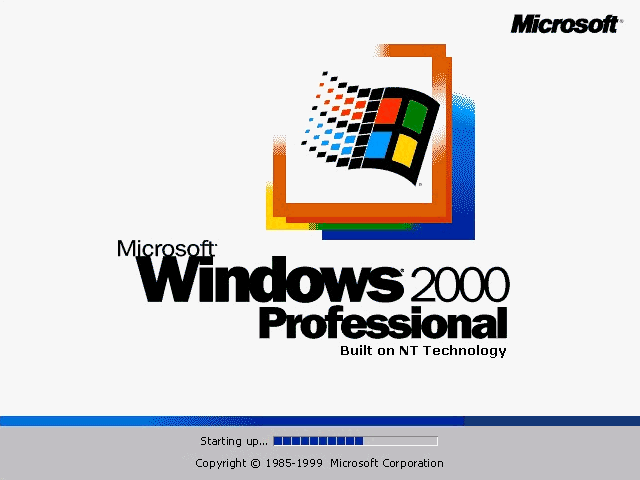 Microsoft®
Microsoft®
Windows® 2000
Professional
Built on NT Technology
Starting up...
Copyright © 1985-1999 Microsoft Corporation